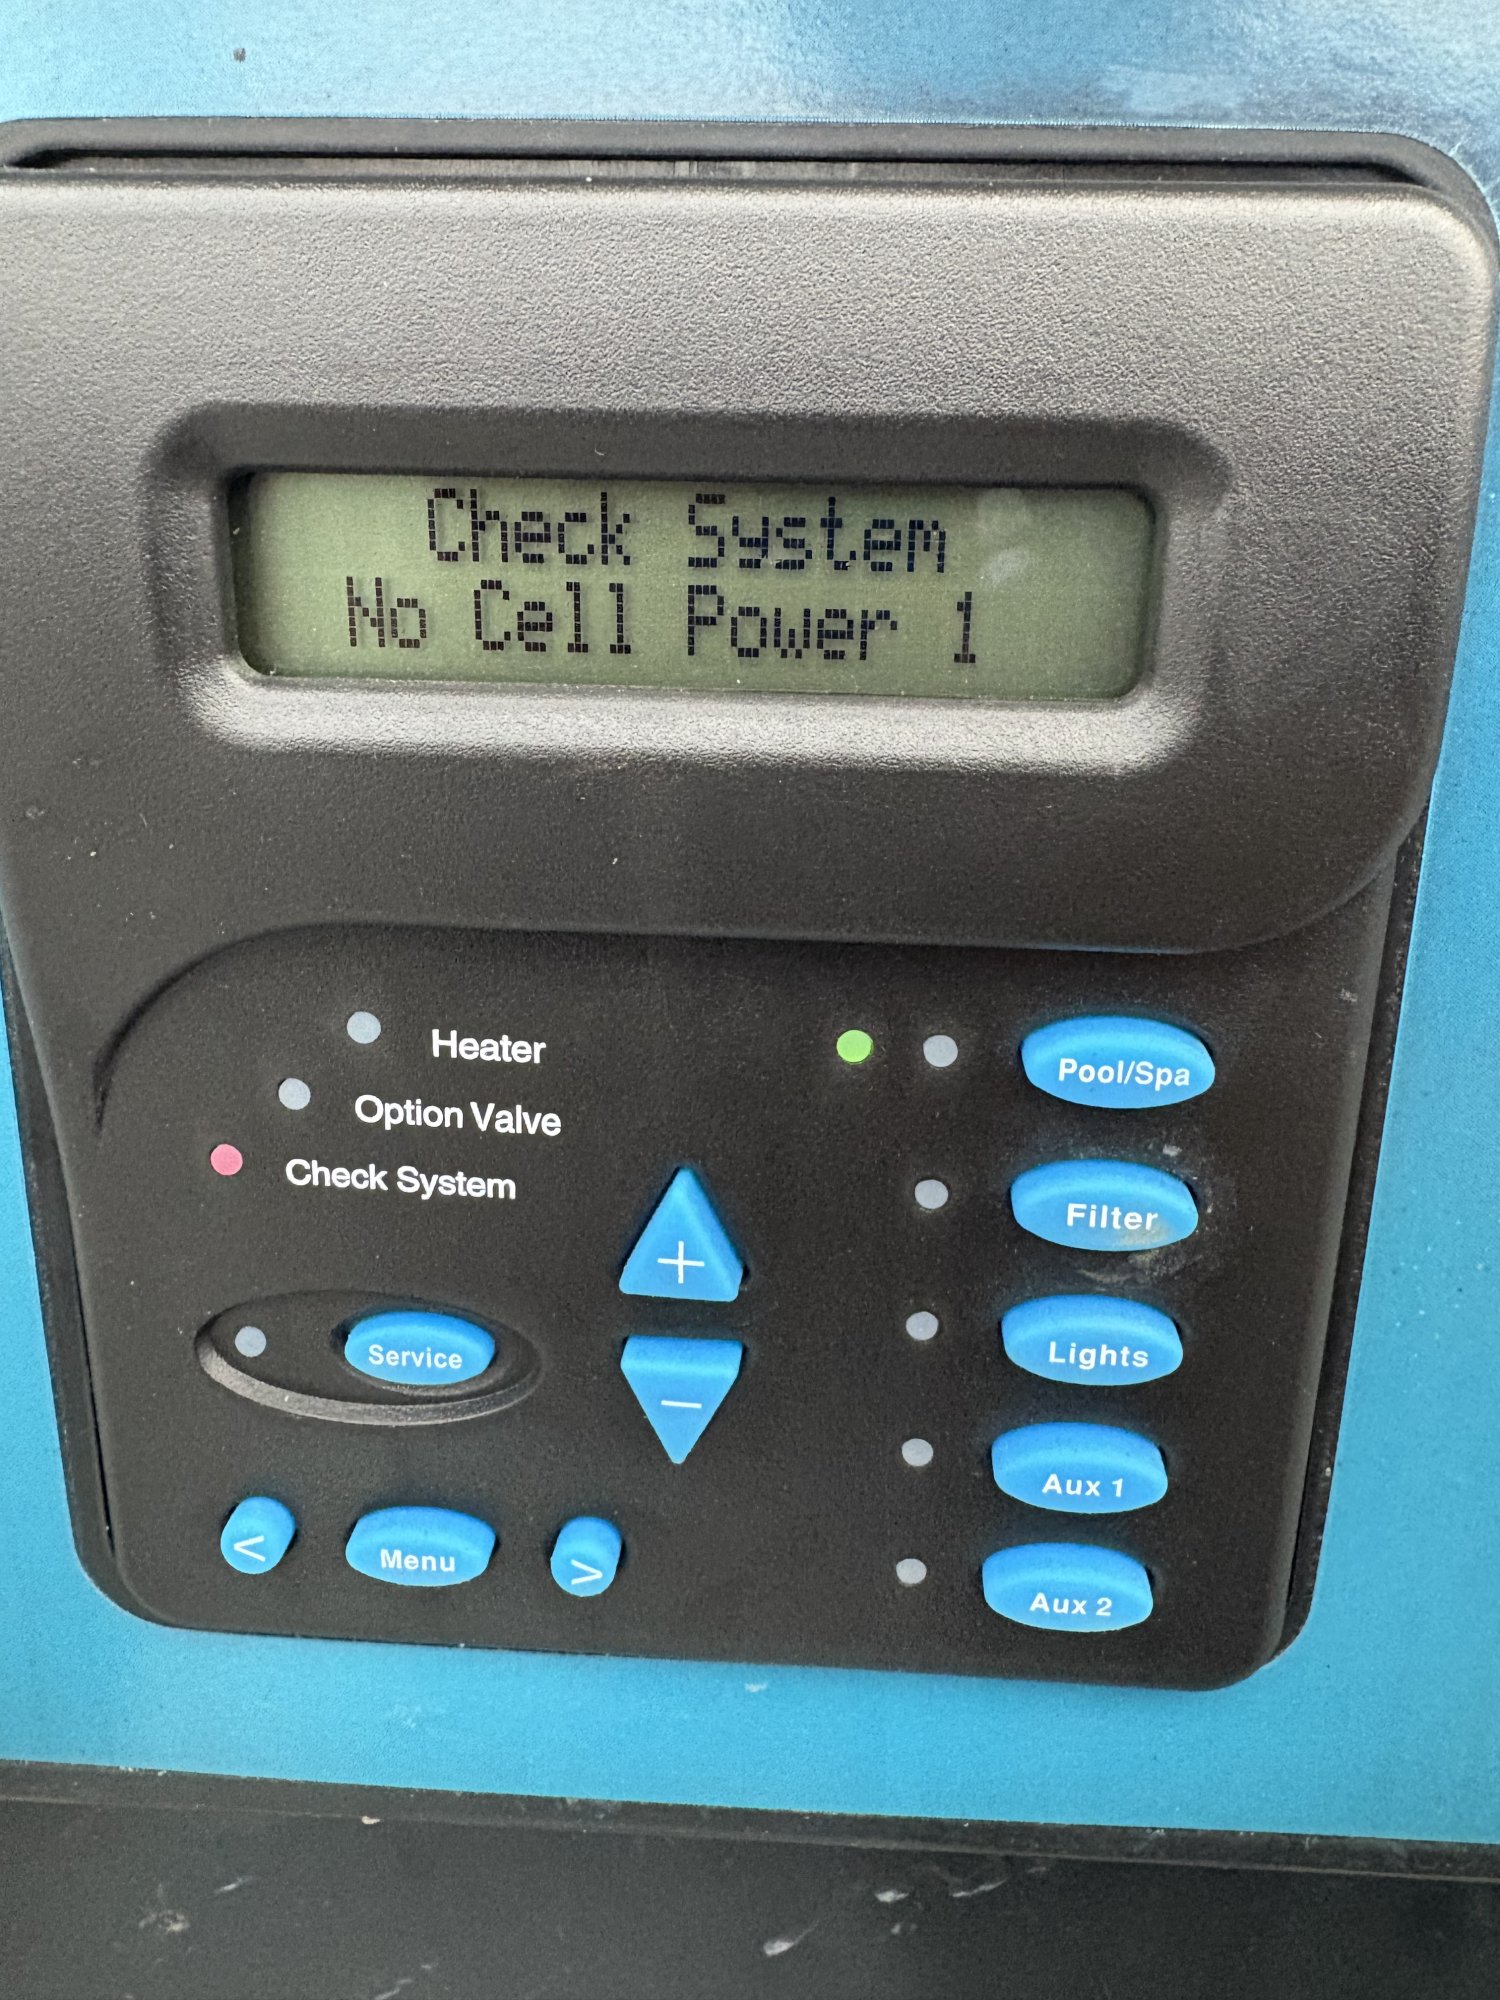 Check System
No Cell Power 1
Heater
Option Valve
Check System
Service
+
−
< Menu >
Pool/Spa
Filter
Lights
Aux 1
Aux 2